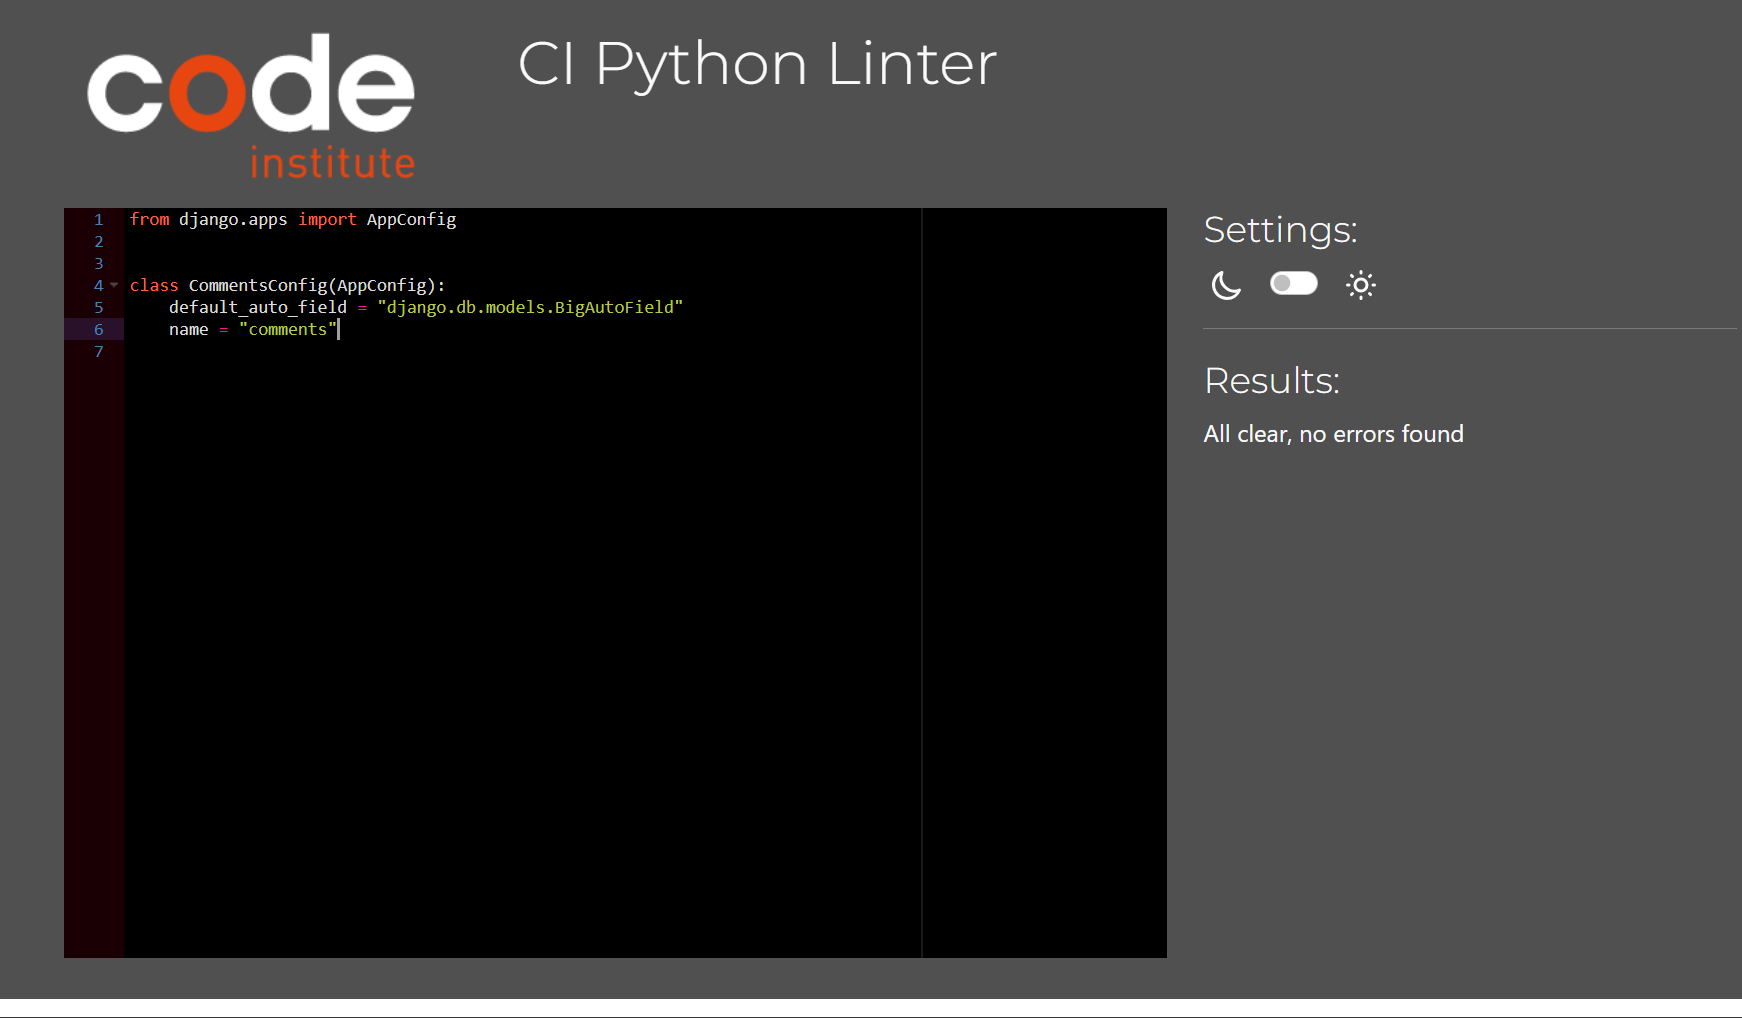 code
institute
CI Python Linter
1 from django.apps import AppConfig
2
3
4 class CommentsConfig(AppConfig):
5     default_auto_field = "django.db.models.BigAutoField"
6     name = "comments"
7
Settings:
Results:
All clear, no errors found